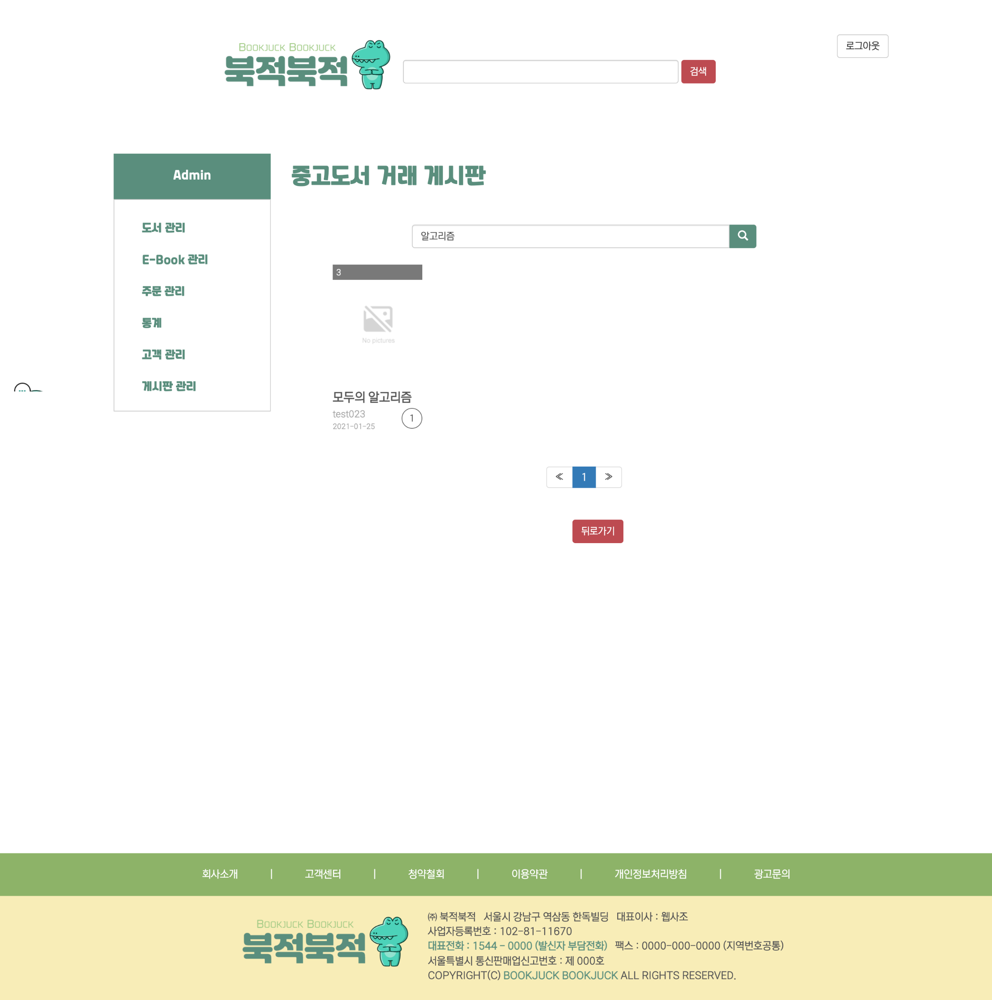 로그아웃
BOOKJUCK BOOKJUCK
북적북적
검색
Admin
도서 관리
E-Book 관리
주문 관리
통계
고객 관리
게시판 관리
중고도서 거래 게시판
알고리즘
3
No pictures
모두의 알고리즘
test023
2021-01-25
1
≪ 1 ≫
뒤로가기
회사소개 | 고객센터 | 청약철회 | 이용약관 | 개인정보처리방침 | 광고문의
BOOKJUCK BOOKJUCK
북적북적
㈜ 북적북적 서울시 강남구 역삼동 한독빌딩 대표이사 : 웹사조
사업자등록번호 : 102-81-11670
대표전화 : 1544 - 0000 (발신자 부담전화) 팩스 : 0000-000-0000 (지역번호공통)
서울특별시 통신판매업신고번호 : 제 000호
COPYRIGHT(C) BOOKJUCK BOOKJUCK ALL RIGHTS RESERVED.